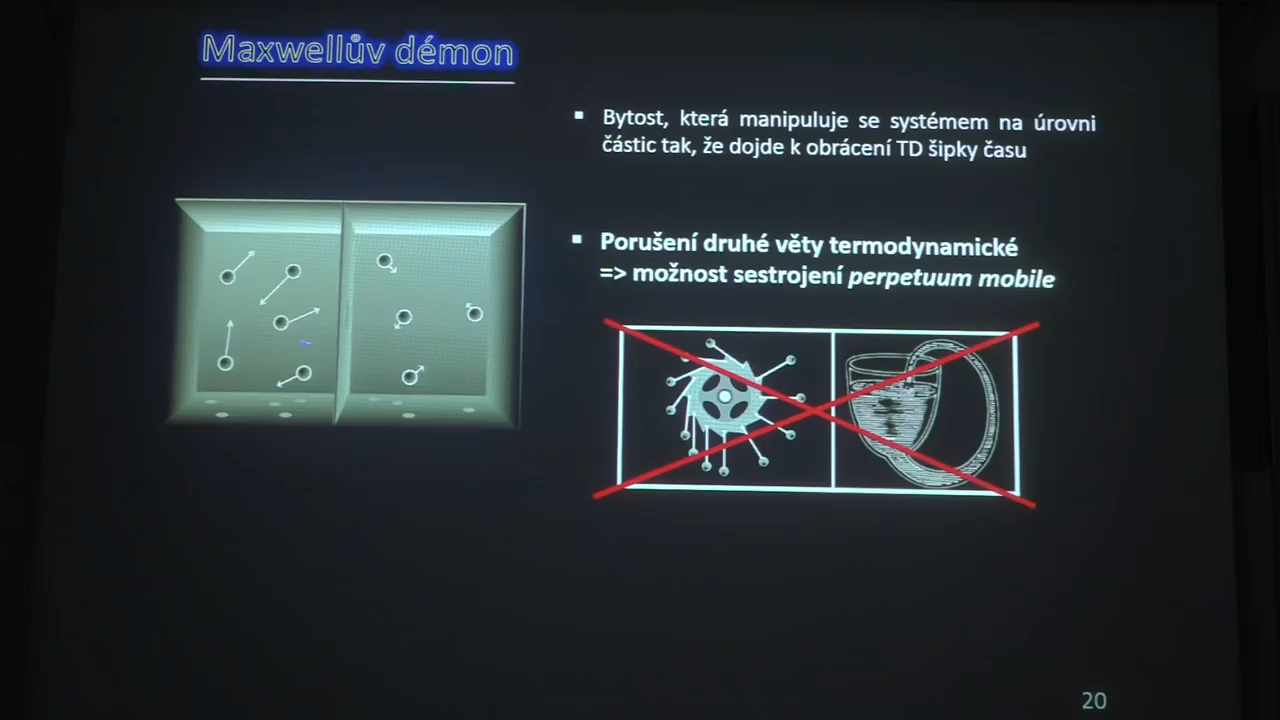 Maxwellův démon
▪ Bytost, která manipuluje se systémem na úrovni
částic tak, že dojde k obrácení TD šipky času
▪ Porušení druhé věty termodynamické
=> možnost sestrojení perpetuum mobile
20